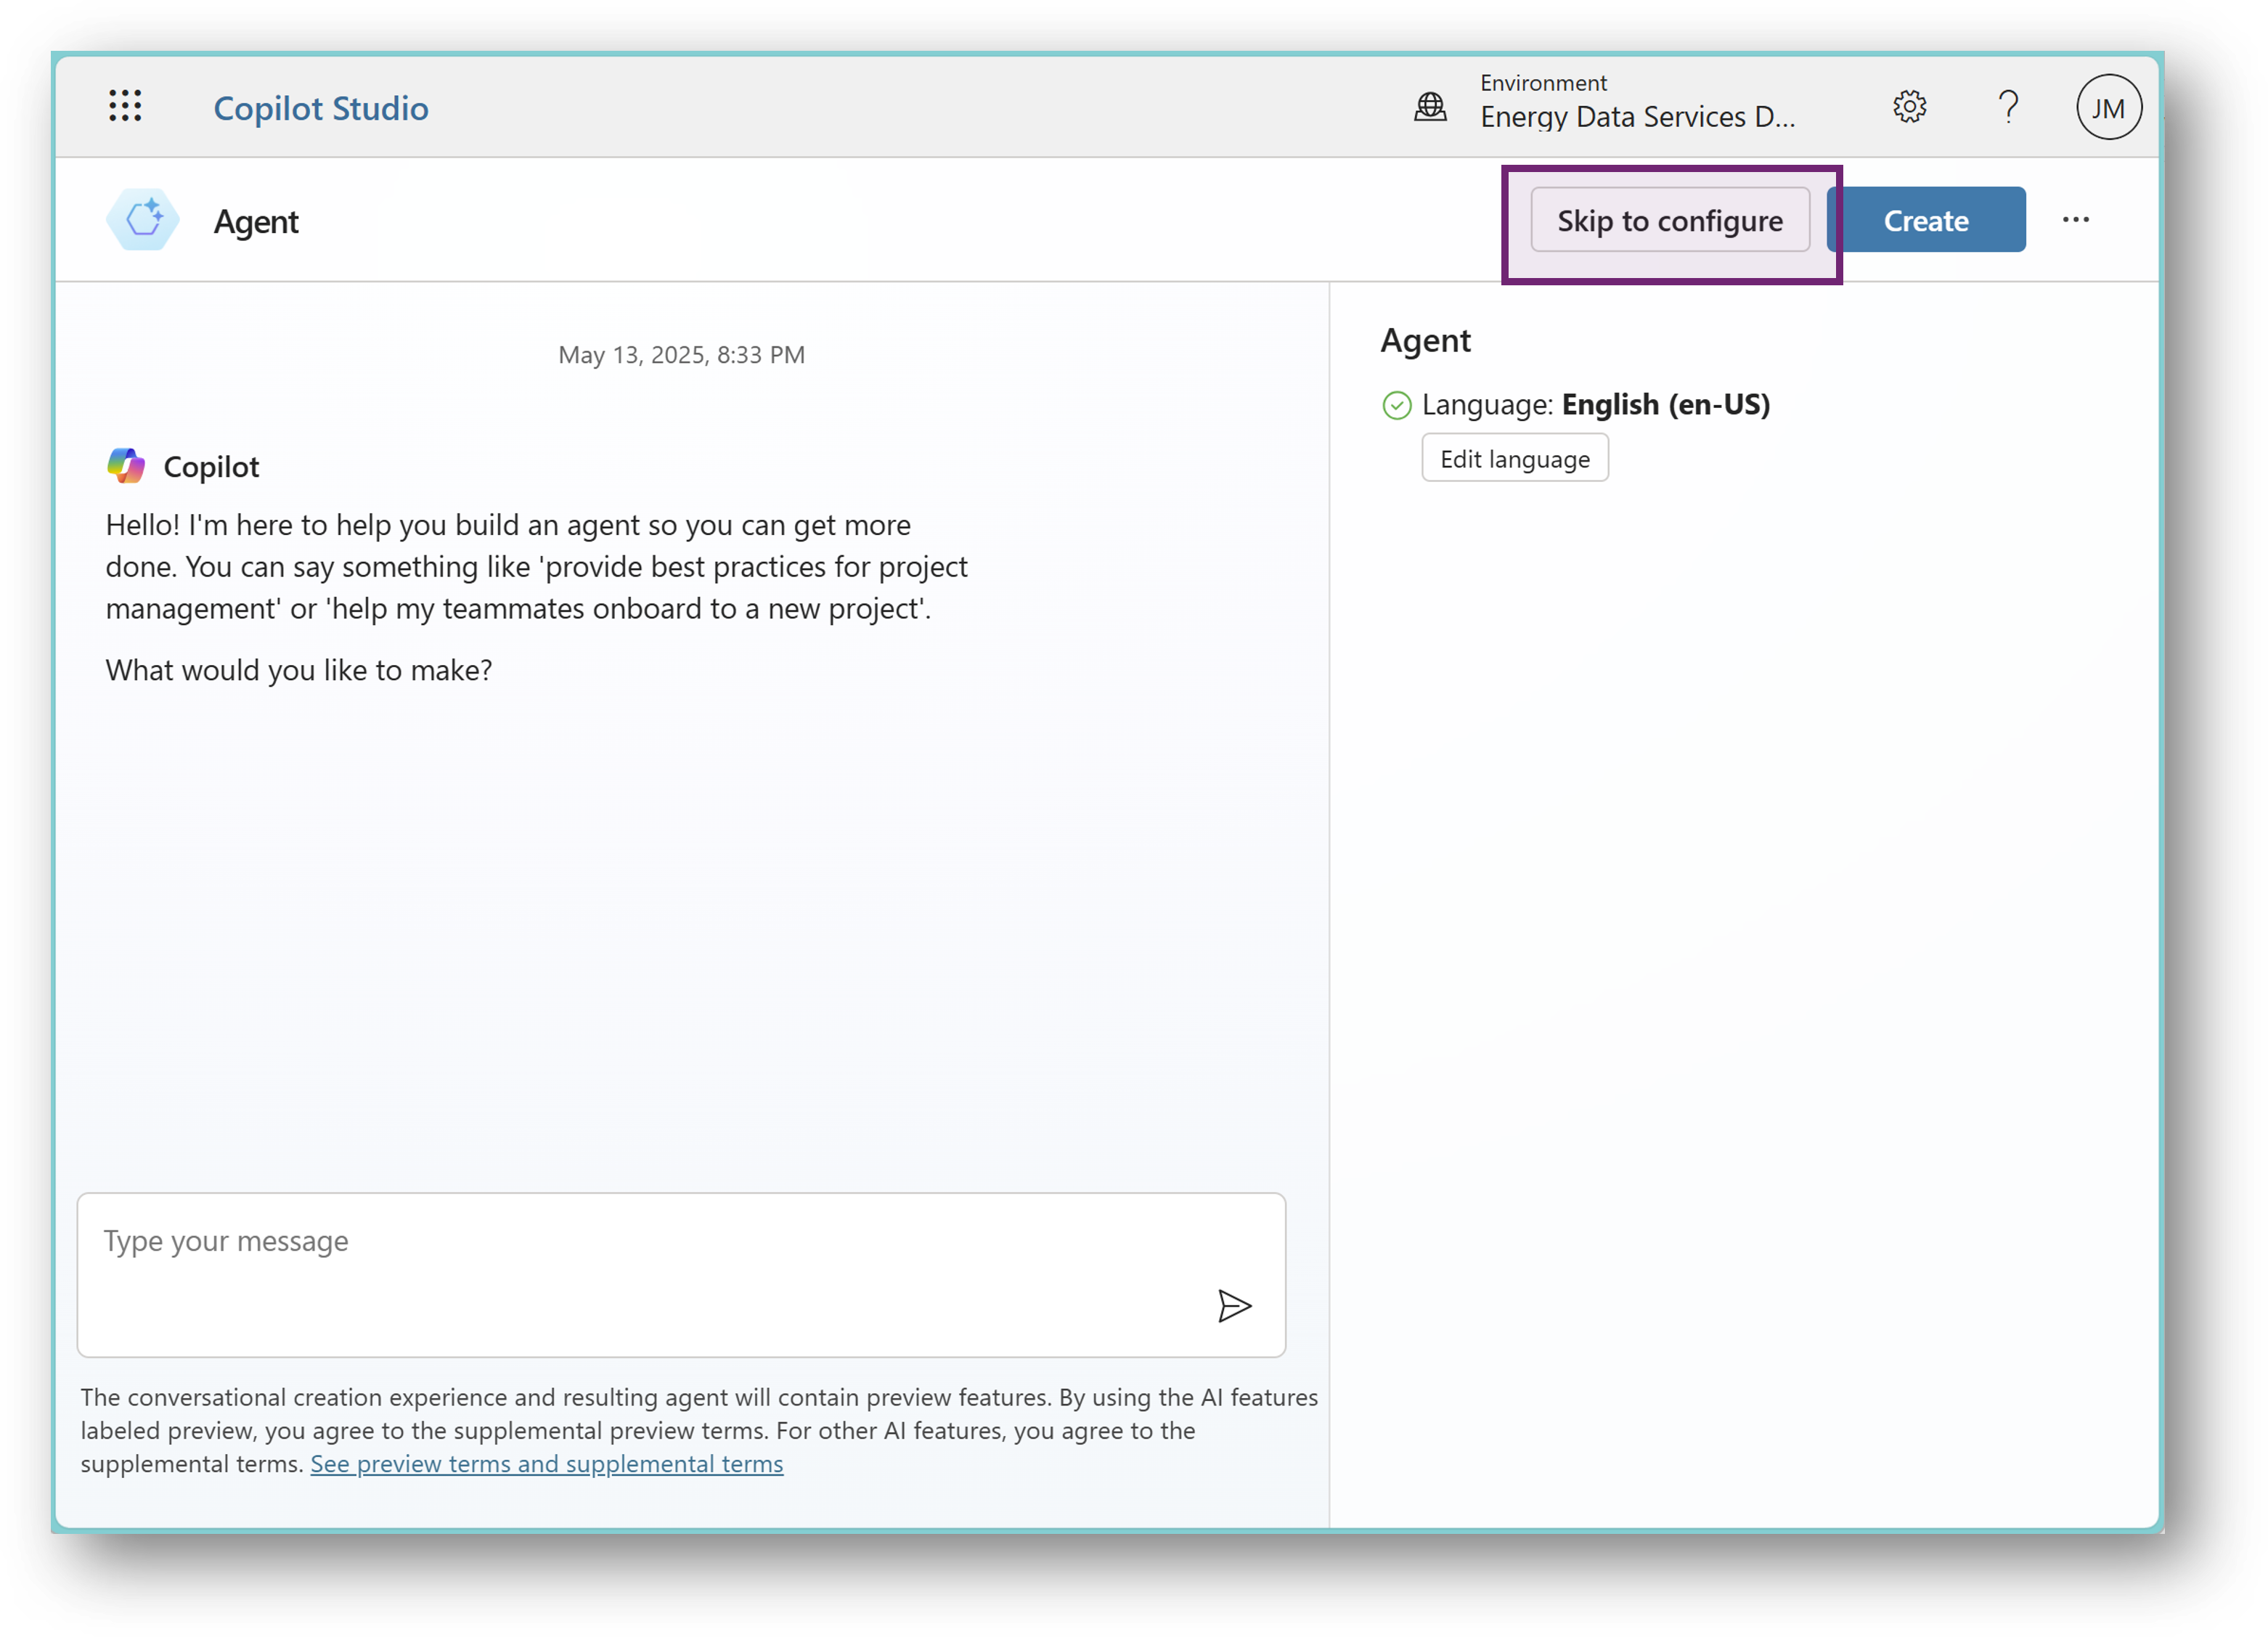 Copilot Studio
Environment
Energy Data Services D...
?
JM
Agent
Skip to configure
Create
May 13, 2025, 8:33 PM
Copilot
Hello! I'm here to help you build an agent so you can get more
done. You can say something like 'provide best practices for project
management' or 'help my teammates onboard to a new project'.
What would you like to make?
Type your message
The conversational creation experience and resulting agent will contain preview features. By using the AI features
labeled preview, you agree to the supplemental preview terms. For other AI features, you agree to the
supplemental terms. See preview terms and supplemental terms
Agent
Language: English (en-US)
Edit language